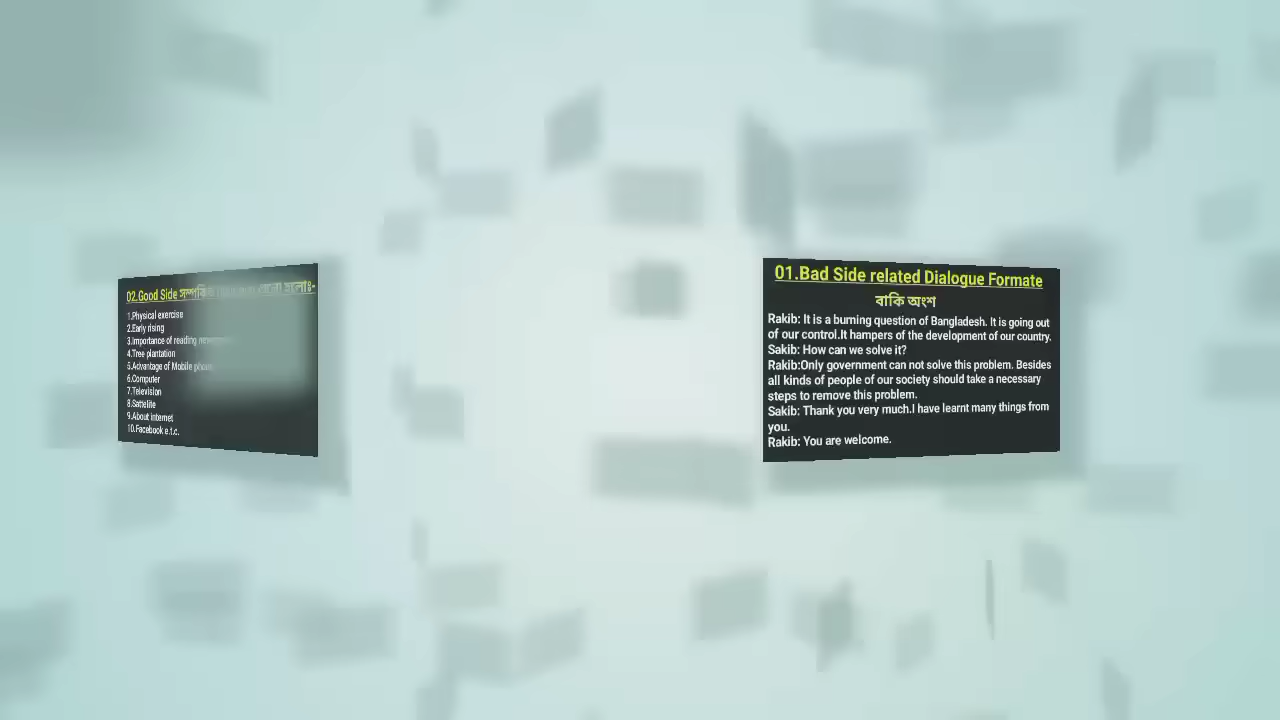 02.Good Side সম্পর্কিত
1.Physical exercise
2.Early rising
3.Importance of reading
4.Tree plantation
5.Advantage of Mobile phone
6.Computer
7.Television
8.Sattelite
9.About internet
10.Facebook e.t.c.
01.Bad Side related Dialogue Formate
বাকি অংশ
Rakib: It is a burning question of Bangladesh. It is going out
of our control.It hampers of the development of our country.
Sakib: How can we solve it?
Rakib:Only government can not solve this problem. Besides
all kinds of people of our society should take a necessary
steps to remove this problem.
Sakib: Thank you very much.I have learnt many things from
you.
Rakib: You are welcome.